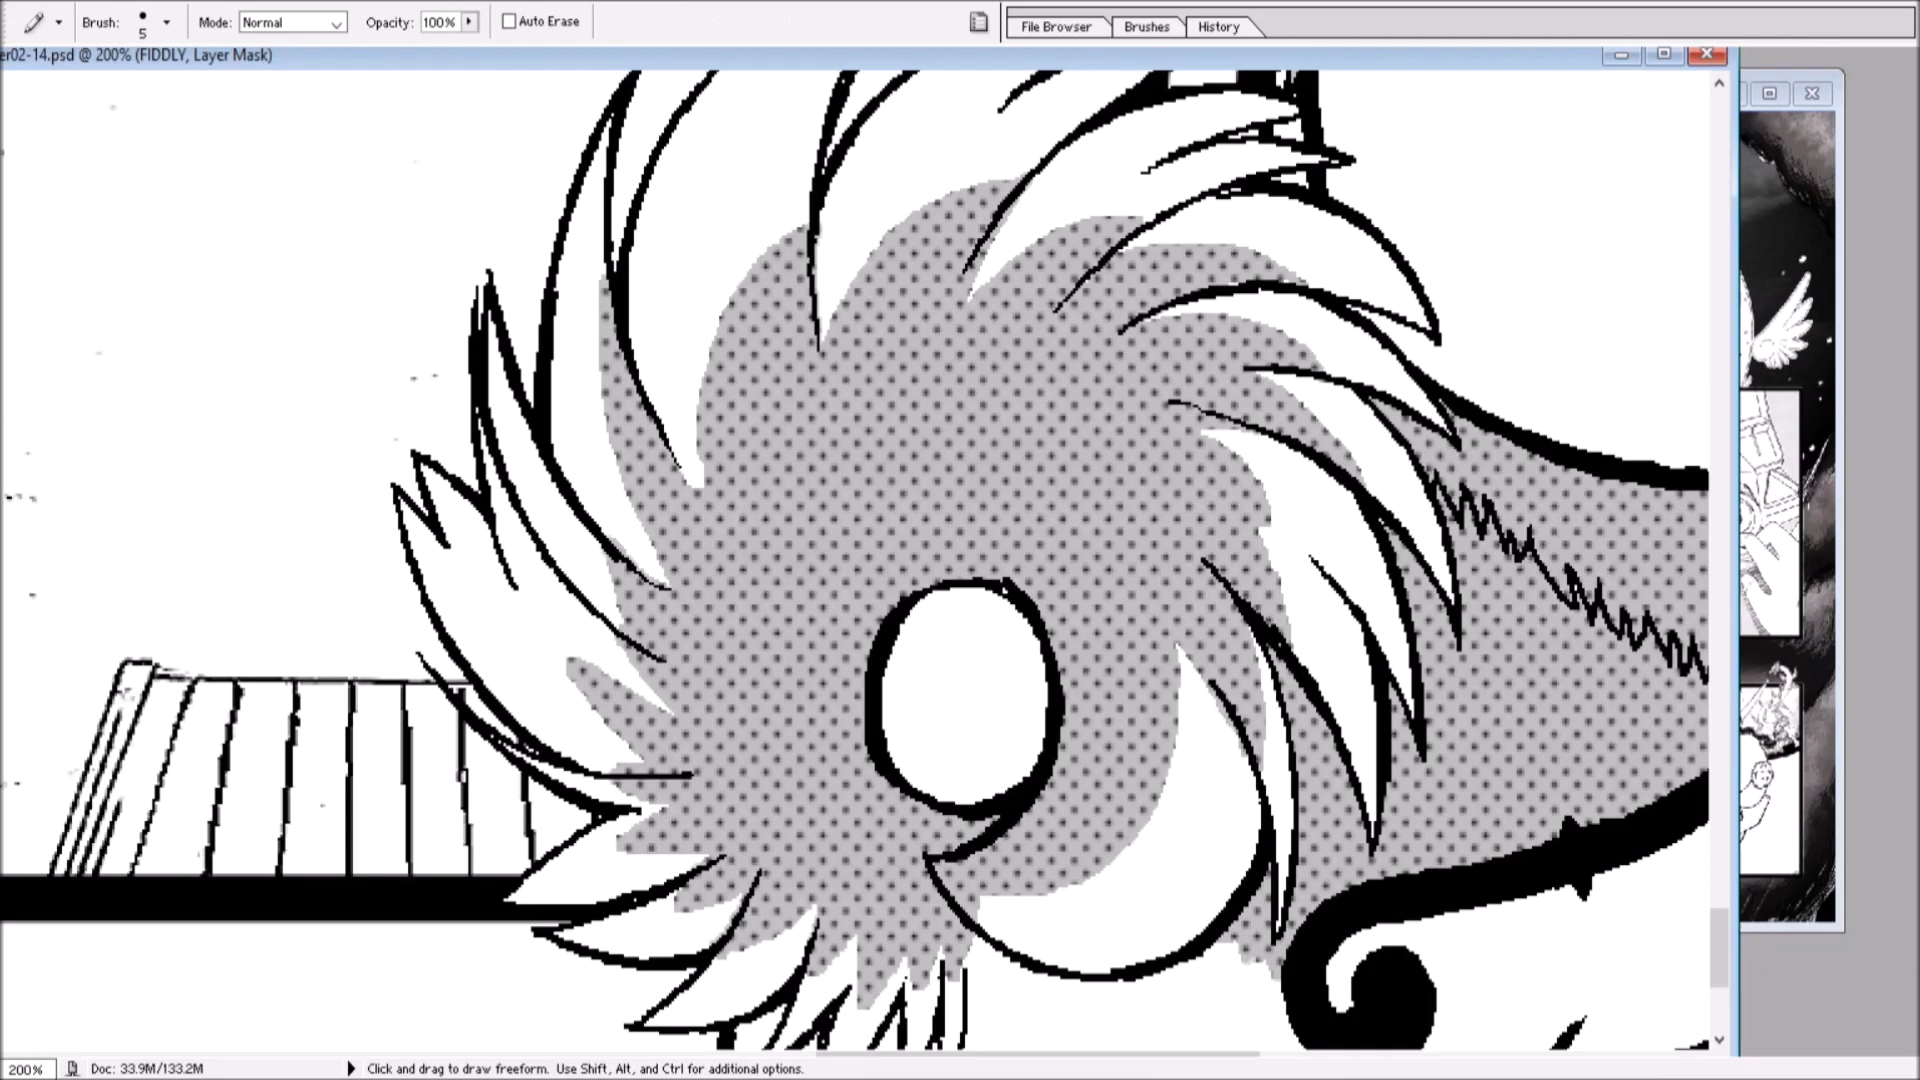 Brush: 5 Mode: Normal Opacity: 100% Auto Erase File Browser Brushes History
er02-14.psd @ 200% (FIDDLY, Layer Mask)
200% Doc: 33.9M/133.2M Click and drag to draw freeform. Use Shift, Alt, and Ctrl for additional options.